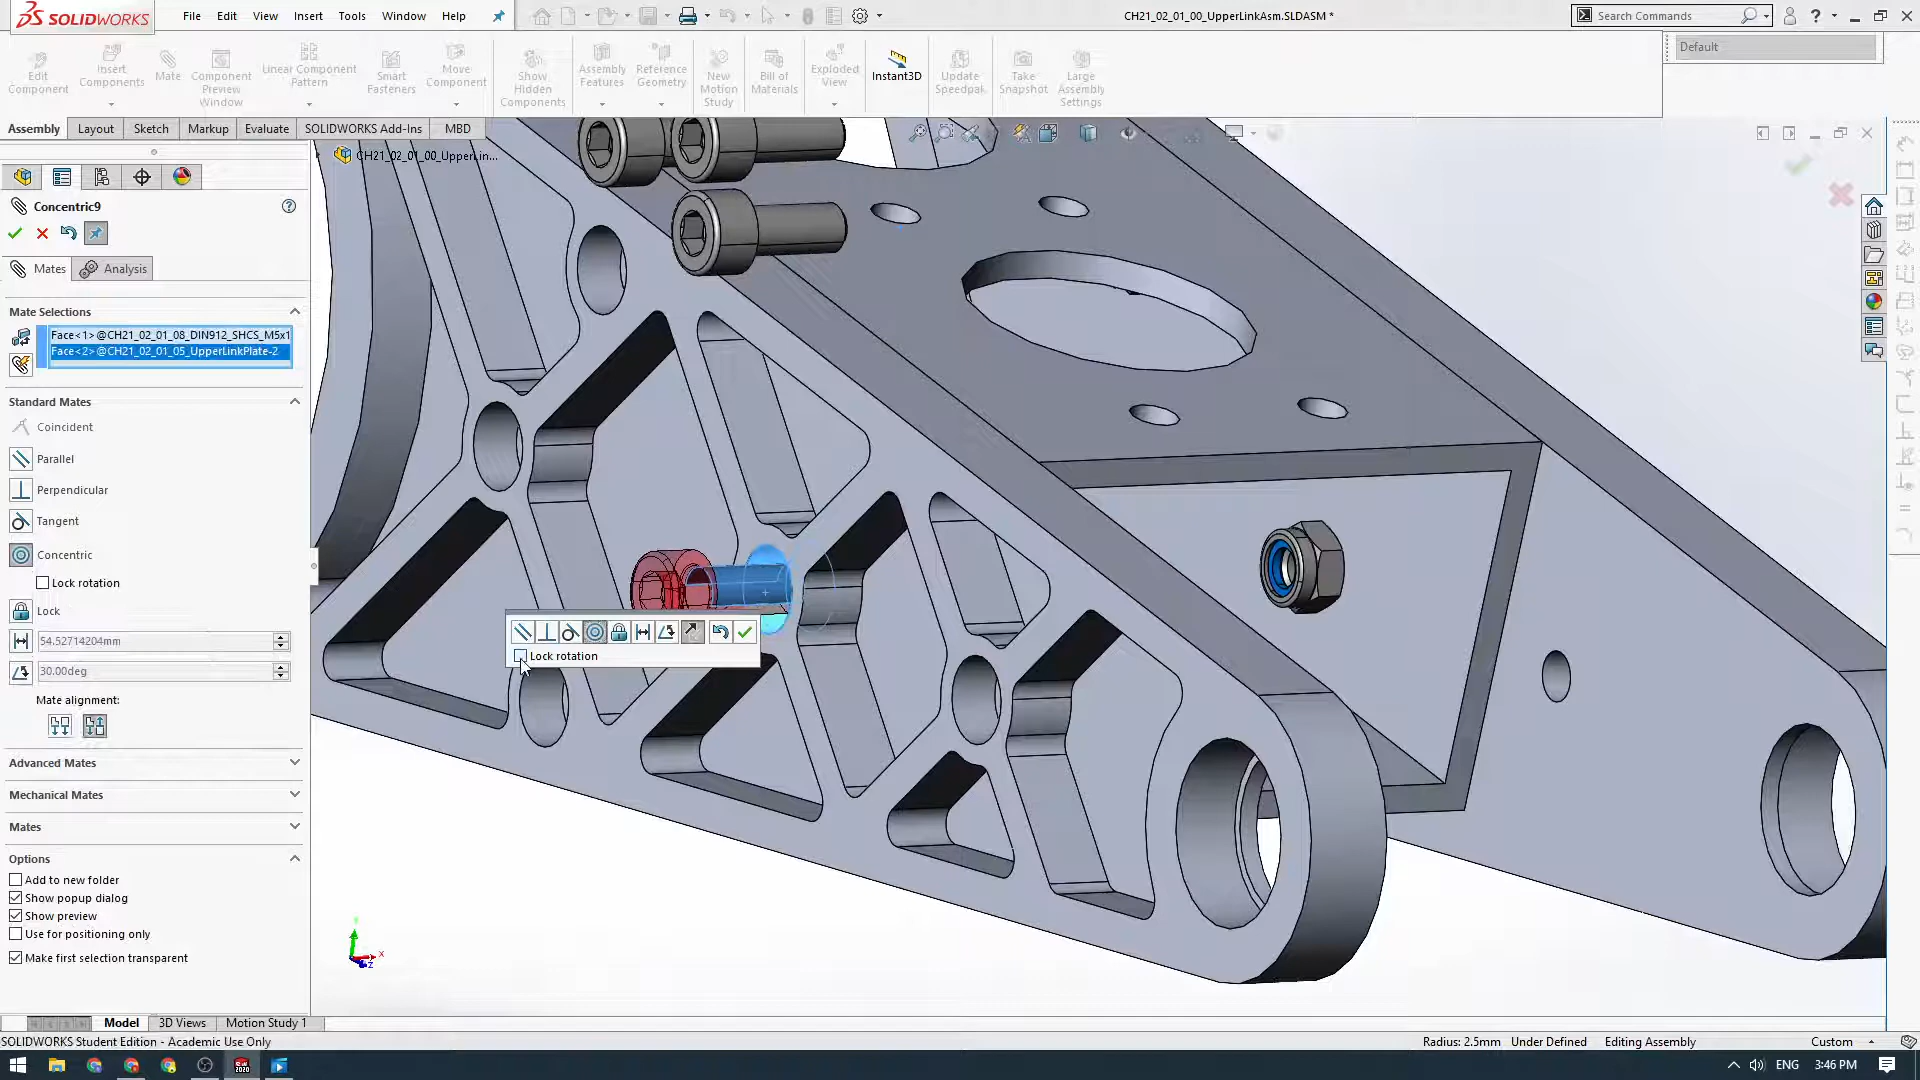 SOLIDWORKS
File Edit View Insert Tools Window Help
CH21_02_01_00_UpperLinkAsm.SLDASM *
Search Commands
Edit Component
Insert Components
Mate
Component Preview Window
Linear Component Pattern
Smart Fasteners
Move Component
Show Hidden Components
Assembly Features
Reference Geometry
New Motion Study
Bill of Materials
Exploded View
Instant3D
Update Speedpak
Take Snapshot
Large Assembly Settings
Default
Assembly Layout Sketch Markup Evaluate SOLIDWORKS Add-Ins MBD
CH21_02_01_00_UpperLin...
Concentric9
Mates Analysis
Mate Selections
Face<1>@CH21_02_01_08_DIN912_SHCS_M5x1
Face<2>@CH21_02_01_05_UpperLinkPlate-2
Standard Mates
Coincident
Parallel
Perpendicular
Tangent
Concentric
Lock rotation
Lock
54.52714204mm
30.00deg
Mate alignment:
Advanced Mates
Mechanical Mates
Mates
Options
Add to new folder
Show popup dialog
Show preview
Use for positioning only
Make first selection transparent
Lock rotation
Y
X
Z
Model 3D Views Motion Study 1
SOLIDWORKS Student Edition - Academic Use Only
Radius: 2.5mm Under Defined Editing Assembly Custom
2020
ENG 3:46 PM